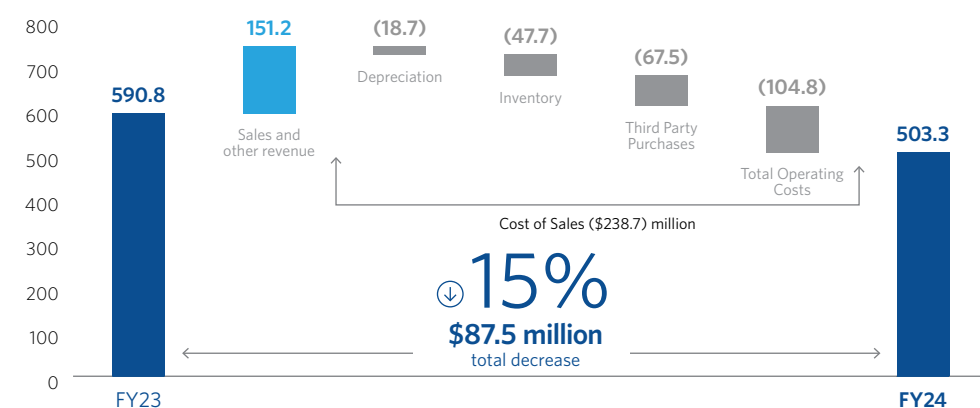 800
700
600
500
400
300
200
100
0
590.8
151.2
Sales and
other revenue
(18.7)
Depreciation
(47.7)
Inventory
(67.5)
Third Party
Purchases
(104.8)
Total Operating
Costs
503.3
Cost of Sales ($238.7) million
15%
$87.5 million
total decrease
FY23
FY24